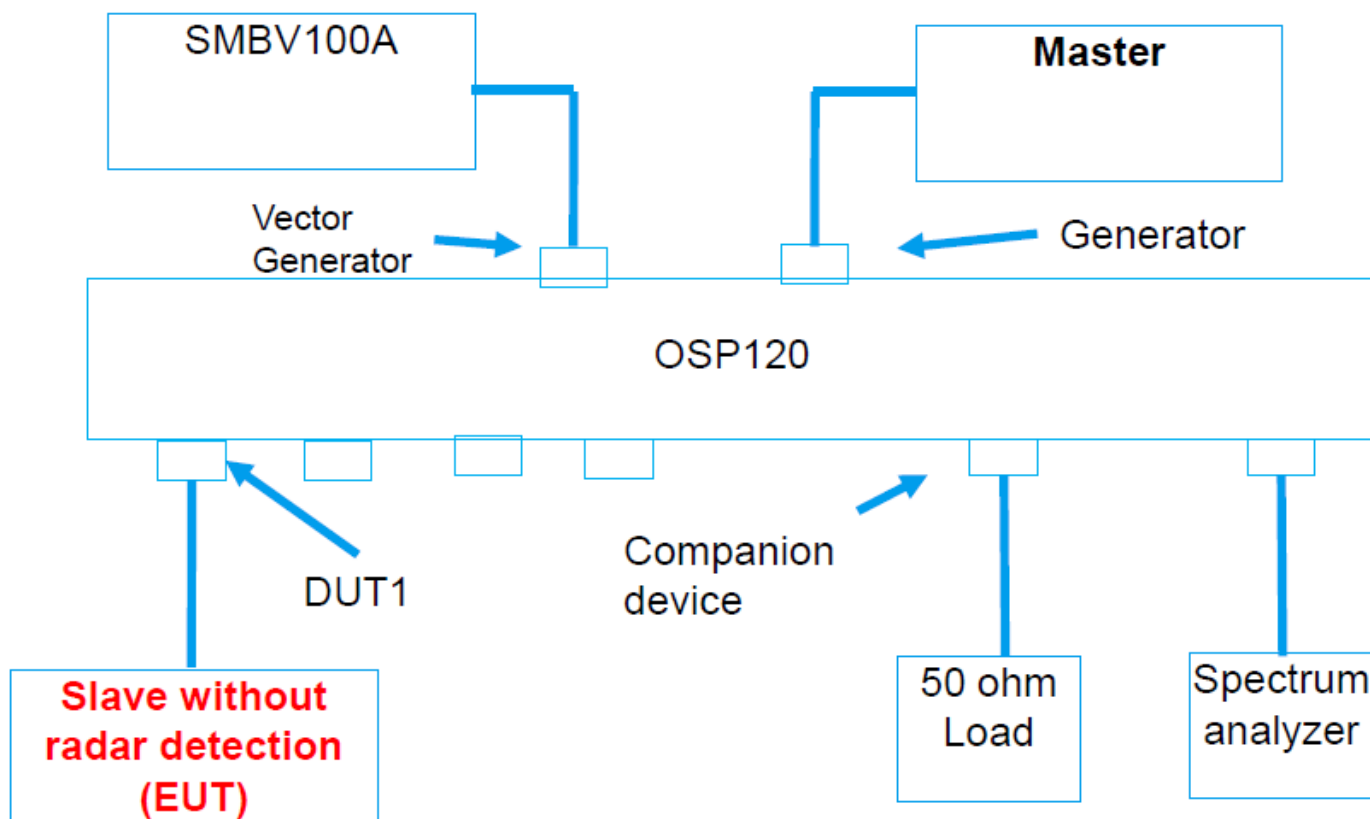 SMBV100A
Master
Vector
Generator
Generator
OSP120
DUT1
Companion
device
Slave without
radar detection
(EUT)
50 ohm
Load
Spectrum
analyzer